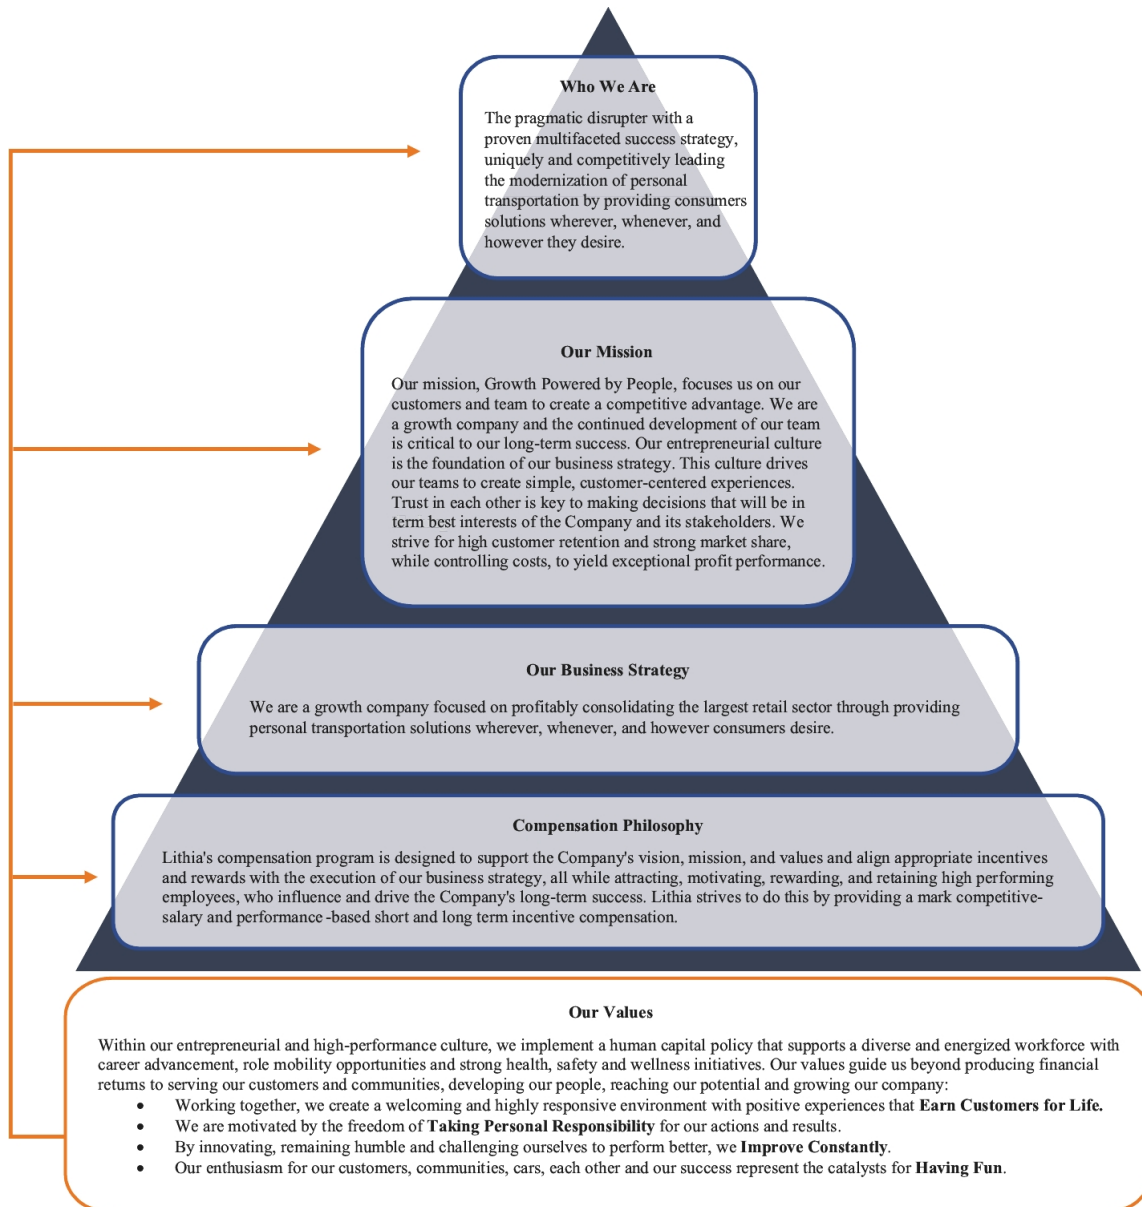 Who We Are
The pragmatic disrupter with a
proven multifaceted success strategy,
uniquely and competitively leading
the modernization of personal
transportation by providing consumers
solutions wherever, whenever, and
however they desire.
Our Mission
Our mission, Growth Powered by People, focuses us on our
customers and team to create a competitive advantage. We are
a growth company and the continued development of our team
is critical to our long-term success. Our entrepreneurial culture
is the foundation of our business strategy. This culture drives
our teams to create simple, customer-centered experiences.
Trust in each other is key to making decisions that will be in
term best interests of the Company and its stakeholders. We
strive for high customer retention and strong market share,
while controlling costs, to yield exceptional profit performance.
Our Business Strategy
We are a growth company focused on profitably consolidating the largest retail sector through providing
personal transportation solutions wherever, whenever, and however consumers desire.
Compensation Philosophy
Lithia's compensation program is designed to support the Company's vision, mission, and values and align appropriate incentives
and rewards with the execution of our business strategy, all while attracting, motivating, rewarding, and retaining high performing
employees, who influence and drive the Company's long-term success. Lithia strives to do this by providing a mark competitive-
salary and performance -based short and long term incentive compensation.
Our Values
Within our entrepreneurial and high-performance culture, we implement a human capital policy that supports a diverse and energized workforce with
career advancement, role mobility opportunities and strong health, safety and wellness initiatives. Our values guide us beyond producing financial
returns to serving our customers and communities, developing our people, reaching our potential and growing our company:
• Working together, we create a welcoming and highly responsive environment with positive experiences that Earn Customers for Life.
• We are motivated by the freedom of Taking Personal Responsibility for our actions and results.
• By innovating, remaining humble and challenging ourselves to perform better, we Improve Constantly.
• Our enthusiasm for our customers, communities, cars, each other and our success represent the catalysts for Having Fun.